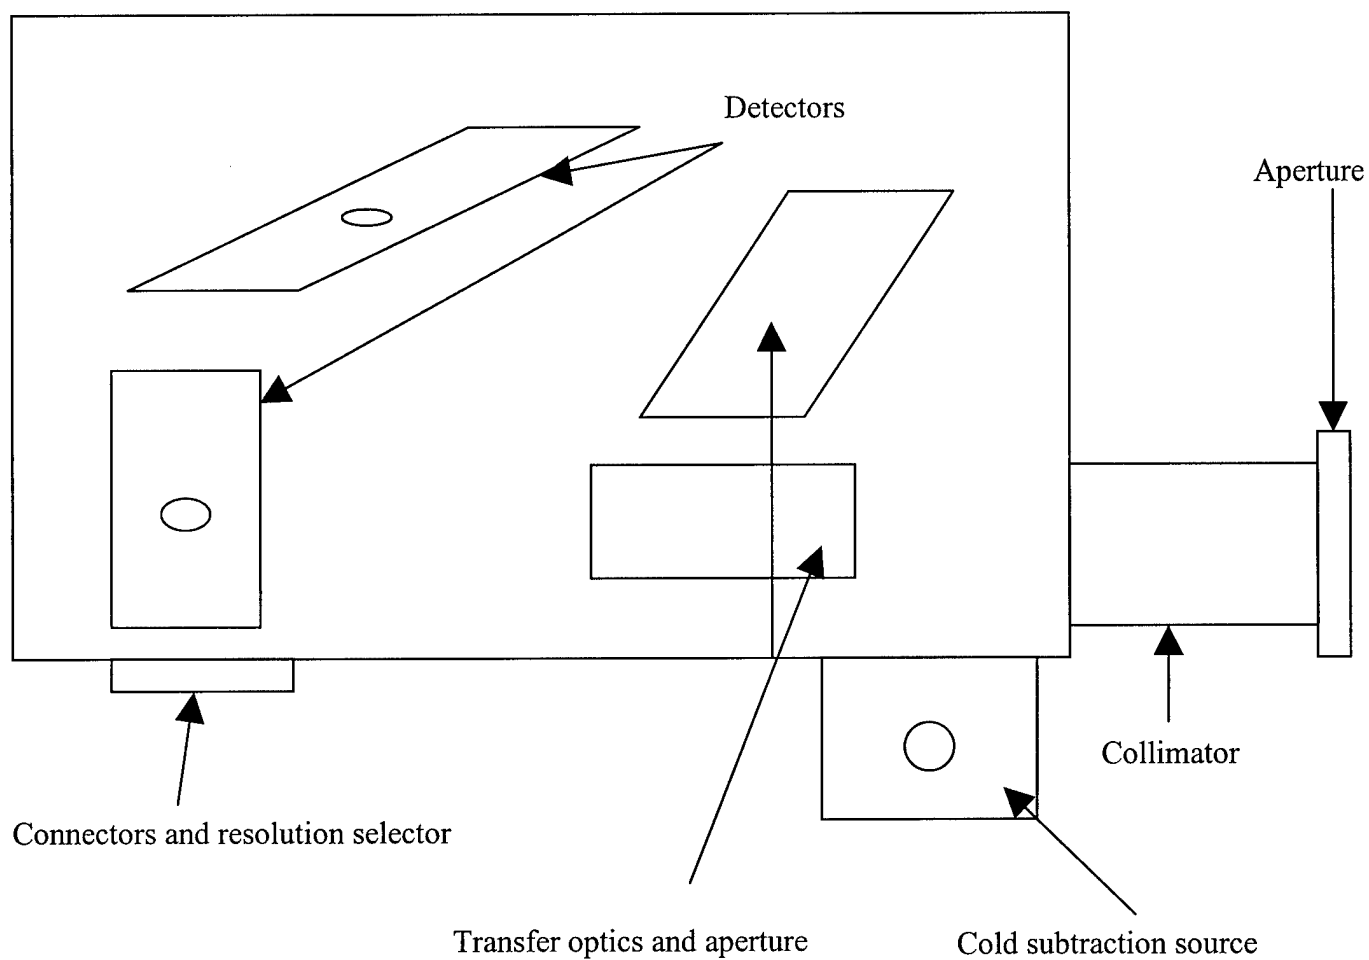 Detectors
Aperture
Collimator
Connectors and resolution selector
Transfer optics and aperture
Cold subtraction source